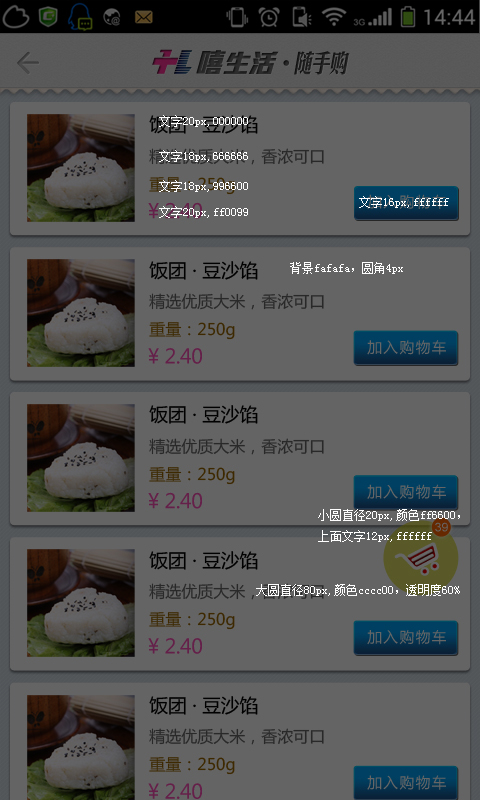 3G 14:44
嘻生活·随手购
饭团 · 豆沙馅
文字20px,000000
精选优质大米，香浓可口
文字18px,666666
文字18px,996600
文字20px,ff0099
文字16px,ffffff
饭团 · 豆沙馅
背景fafafa，圆角4px
精选优质大米，香浓可口
重量：250g
¥ 2.40
加入购物车
饭团 · 豆沙馅
精选优质大米，香浓可口
重量：250g
¥ 2.40
加入购物车
小圆直径20px,颜色ff6600,
39
上面文字12px,ffffff
饭团 · 豆沙馅
精选优质大米，香浓可口
大圆直径80px,颜色cccc00，透明度60%
重量：250g
¥ 2.40
加入购物车
饭团 · 豆沙馅
精选优质大米，香浓可口
重量：250g
¥ 2.40
加入购物车